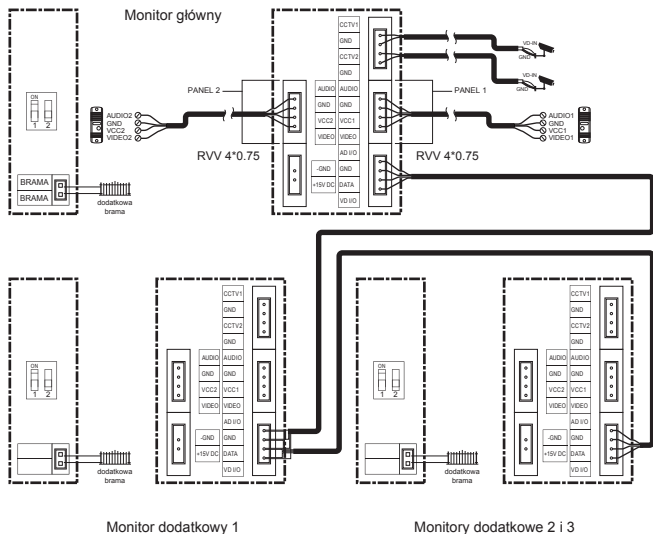 Monitor główny
CCTV1
GND
CCTV2
GND
AUDIO AUDIO
GND GND
VCC2 VCC1
VIDEO VIDEO
AD I/O
-GND GND
+15V DC DATA
VD I/O
VD-IN
GND
VD-IN
GND
PANEL 2
PANEL 1
AUDIO2
GND
VCC2
VIDEO2
AUDIO1
GND
VCC1
VIDEO1
RVV 4*0.75
RVV 4*0.75
ON
1 2
BRAMA
BRAMA
dodatkowa
brama
ON
1 2
dodatkowa
brama
CCTV1
GND
CCTV2
GND
AUDIO AUDIO
GND GND
VCC2 VCC1
VIDEO VIDEO
AD I/O
-GND GND
+15V DC DATA
VD I/O
ON
1 2
dodatkowa
brama
CCTV1
GND
CCTV2
GND
AUDIO AUDIO
GND GND
VCC2 VCC1
VIDEO VIDEO
AD I/O
-GND GND
+15V DC DATA
VD I/O
Monitor dodatkowy 1
Monitory dodatkowe 2 i 3